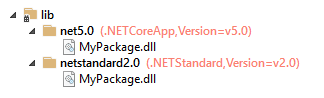 lib
net5.0 (.NETCoreApp,Version=v5.0)
MyPackage.dll
netstandard2.0 (.NETStandard,Version=v2.0)
MyPackage.dll